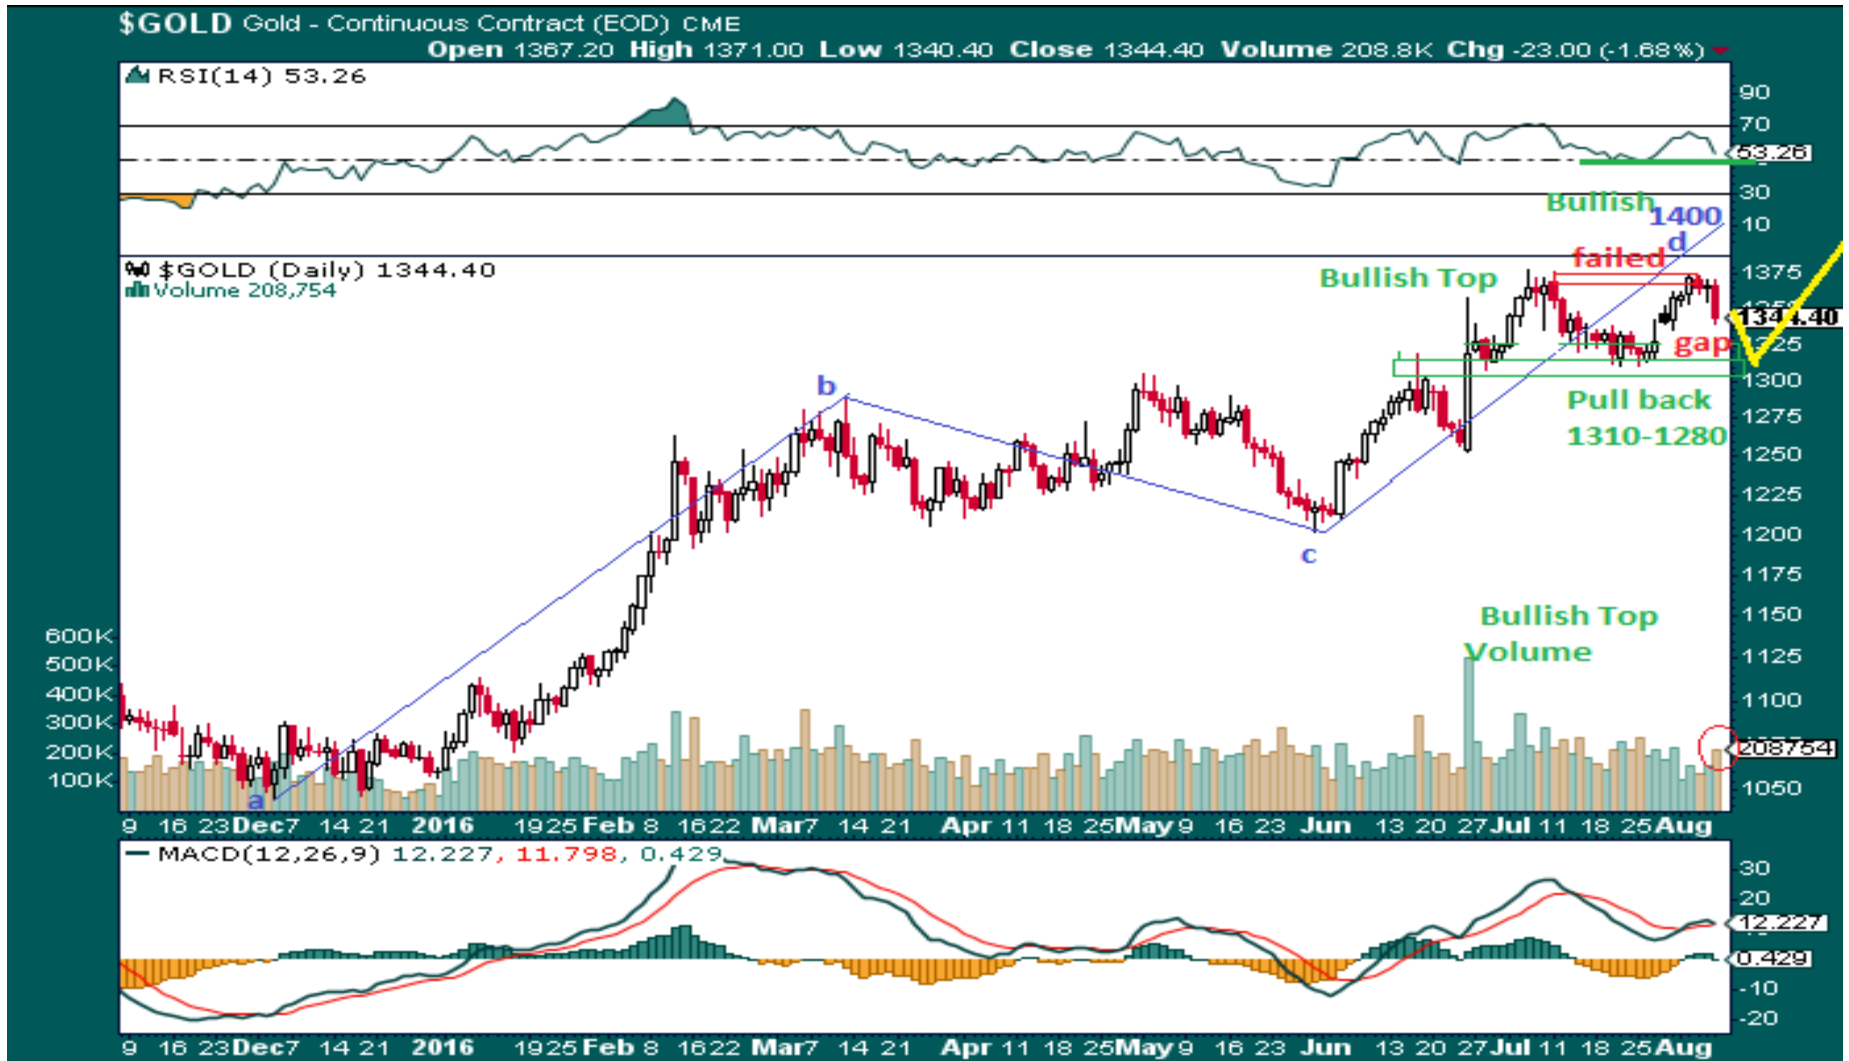 $GOLD Gold - Continuous Contract (EOD) CME
Open 1367.20 High 1371.00 Low 1340.40 Close 1344.40 Volume 208.8K Chg -23.00 (-1.68%)
RSI(14) 53.26
90
70
53.26
30
10
Bullish
1400
d
failed
$GOLD (Daily) 1344.40
Volume 208,754
Bullish Top
1375
1344.40
gap
1325
1300
Pull back
1310-1280
b
1275
1250
1225
1200
c
1175
1150
Bullish Top
Volume
600K
500K
400K
300K
200K
100K
1125
1100
208754
1050
a
9 16 23 Dec 7 14 21 2016 19 25 Feb 8 16 22 Mar 7 14 21 Apr 11 18 25 May 9 16 23 Jun 13 20 27 Jul 11 18 25 Aug
MACD(12,26,9) 12.227, 11.798, 0.429
30
20
12.227
0.429
-10
-20
9 16 23 Dec 7 14 21 2016 19 25 Feb 8 16 22 Mar 7 14 21 Apr 11 18 25 May 9 16 23 Jun 13 20 27 Jul 11 18 25 Aug